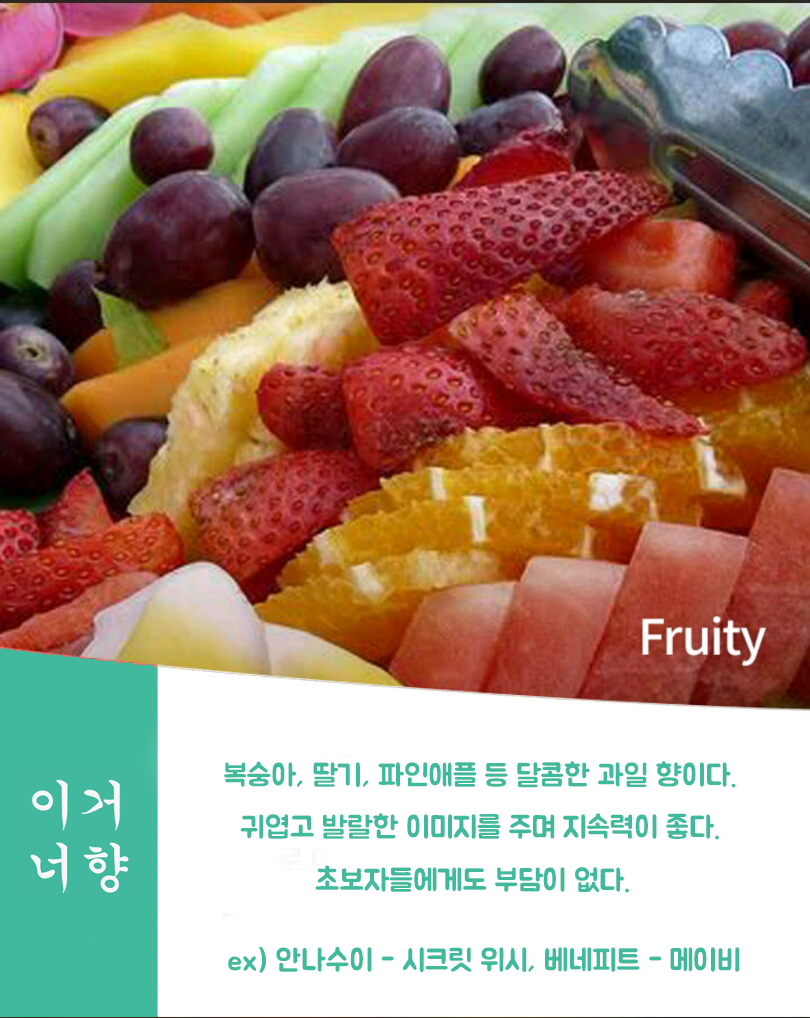 Fruity
이거
너향
복숭아, 딸기, 파인애플 등 달콤한 과일 향이다.
귀엽고 발랄한 이미지를 주며 지속력이 좋다.
초보자들에게도 부담이 없다.
ex) 안나수이 - 시크릿 위시, 베네피트 - 메이비